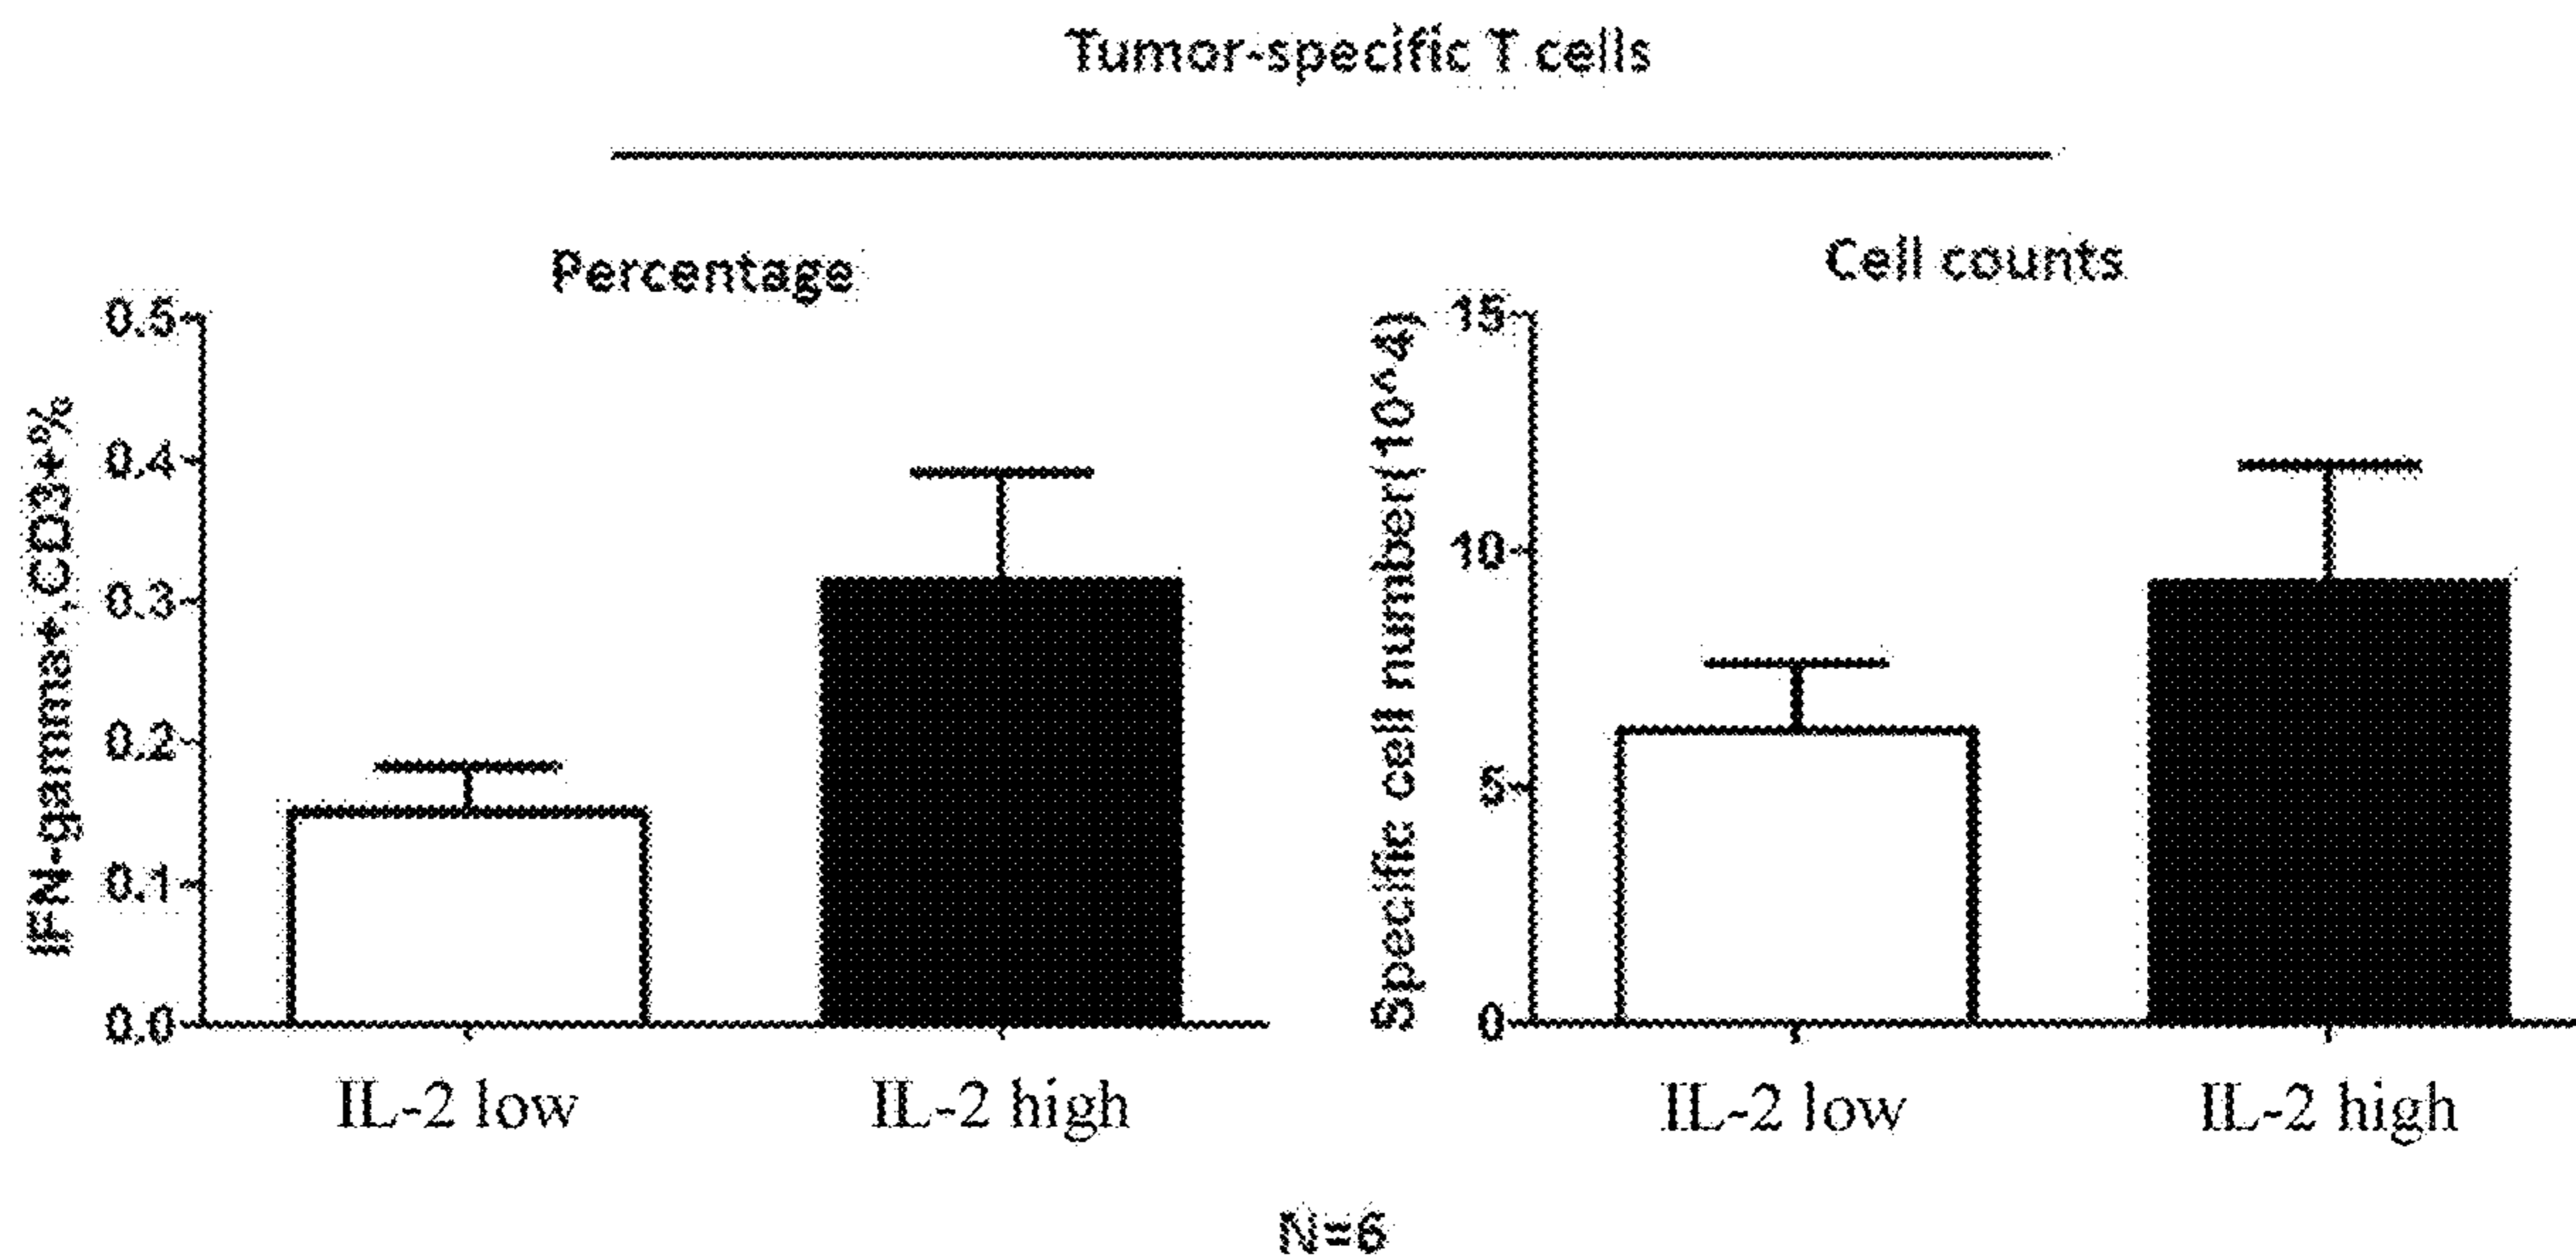 Tumor-specific T cells
Percentage
IFN-gamma+,CD3+%
0.5
0.4
0.3
0.2
0.1
0.0
IL-2 low
IL-2 high
Cell counts
Specific cell number(10^4)
15
10
5
0
IL-2 low
IL-2 high
N=6